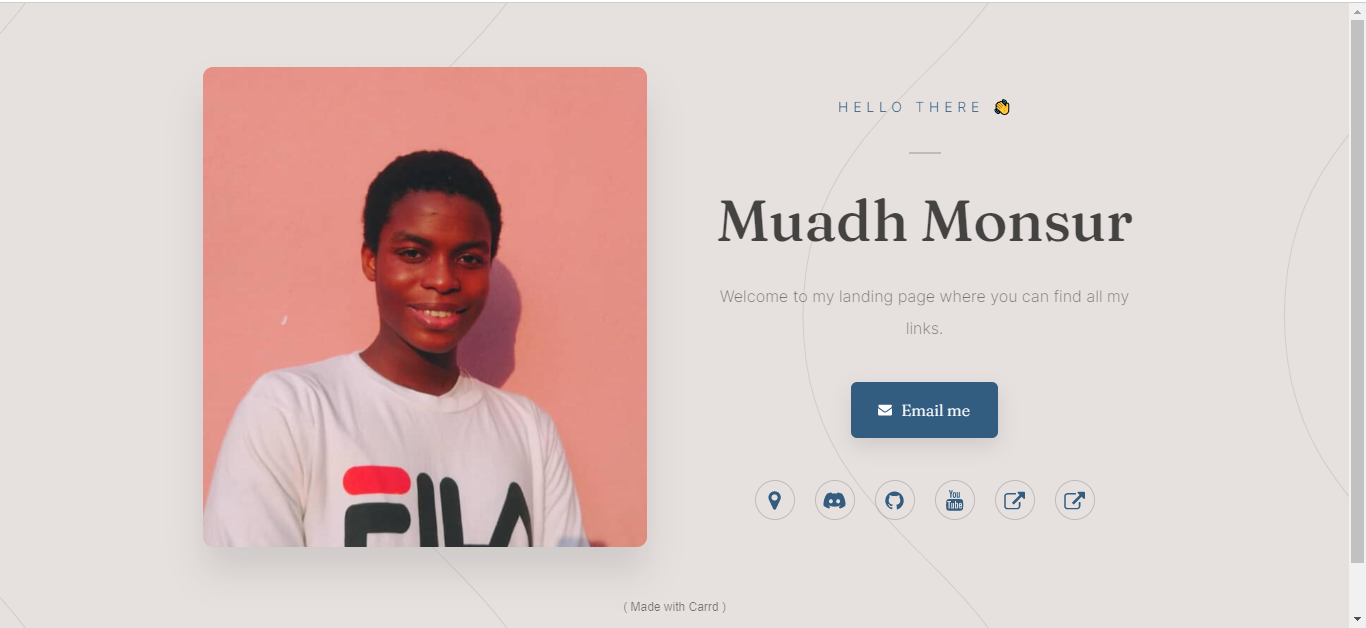 HELLO THERE 👏
Muadh Monsur
Welcome to my landing page where you can find all my
links.
Email me
You
Tube
FILA
( Made with Carrd )